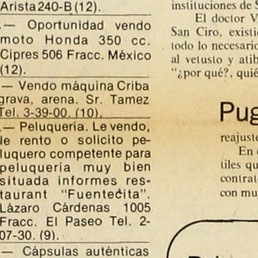 Arista 240-B (12).
— Oportunidad vendo
moto Honda 350 cc.
Cipres 506 Fracc. México
(12).
— Vendo máquina Criba
grava, arena. Sr. Tamez
Tel. 3-39-00. (10).
— Peluquería. Le vendo,
le rento o solicito pe-
luquero competente para
peluquería muy bien
situada informes res-
taurant "Fuentecita".
Lázaro Cárdenas 1005
Fracc. El Paseo Tel. 2-
07-30. (9).
— Cápsulas auténticas
instituciones de S
El doctor V
San Ciro, existier
todo lo necesario
al vetusto y atib
"¿por qué?, quié
Pug
reajuste
En c
tiles que
contrat
con mu